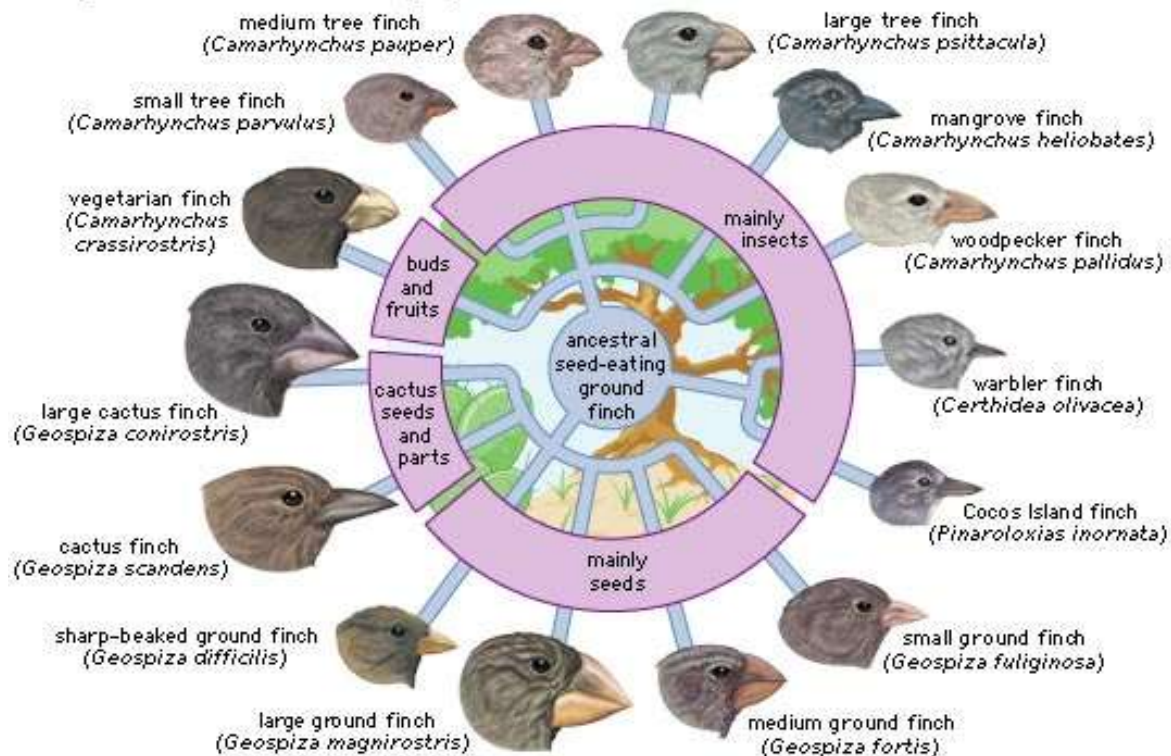 medium tree finch
(Camarhynchus pauper)
large tree finch
(Camarhynchus psittacula)
small tree finch
(Camarhynchus parvulus)
mangrove finch
(Camarhynchus heliobates)
vegetarian finch
(Camarhynchus
crassirostris)
mainly
insects
woodpecker finch
(Camarhynchus pallidus)
buds
and
fruits
ancestral
seed-eating
ground
finch
warbler finch
(Certhidea olivacea)
large cactus finch
(Geospiza conirostris)
cactus
seeds
and
parts
Cocos Island finch
(Pinaroloxias inornata)
cactus finch
(Geospiza scandens)
mainly
seeds
sharp-beaked ground finch
(Geospiza difficilis)
small ground finch
(Geospiza fuliginosa)
large ground finch
(Geospiza magnirostris)
medium ground finch
(Geospiza fortis)